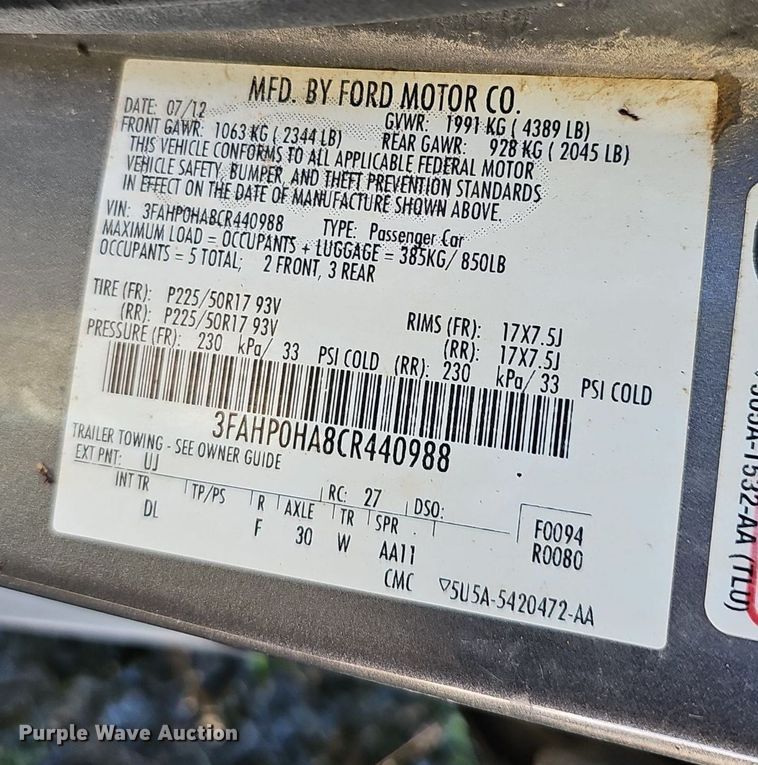 MFD. BY FORD MOTOR CO.
DATE: 07/12 GVWR: 1991 KG ( 4389 LB)
FRONT GAWR: 1063 KG ( 2344 LB) REAR GAWR: 928 KG ( 2045 LB)
THIS VEHICLE CONFORMS TO ALL APPLICABLE FEDERAL MOTOR
VEHICLE SAFETY, BUMPER, AND THEFT PREVENTION STANDARDS
IN EFFECT ON THE DATE OF MANUFACTURE SHOWN ABOVE.
VIN: 3FAHP0HA8CR440988 TYPE: Passenger Car
MAXIMUM LOAD = OCCUPANTS + LUGGAGE = 385KG/ 850LB
OCCUPANTS = 5 TOTAL; 2 FRONT, 3 REAR
TIRE (FR): P225/50R17 93V RIMS (FR): 17X7.5J
(RR): P225/50R17 93V (RR): 17X7.5J
PRESSURE (FR): 230 kPa/ 33 PSI COLD (RR): 230 kPa/ 33 PSI COLD
3FAHP0HA8CR440988
TRAILER TOWING - SEE OWNER GUIDE
EXT PNT: UJ RC: 27 DSO:
INT TR TP/PS R AXLE TR SPR F0094
DL F 30 W AA11 R0080
CMC ▽5U5A-5420472-AA
1532-AA (TLU)
Purple Wave Auction